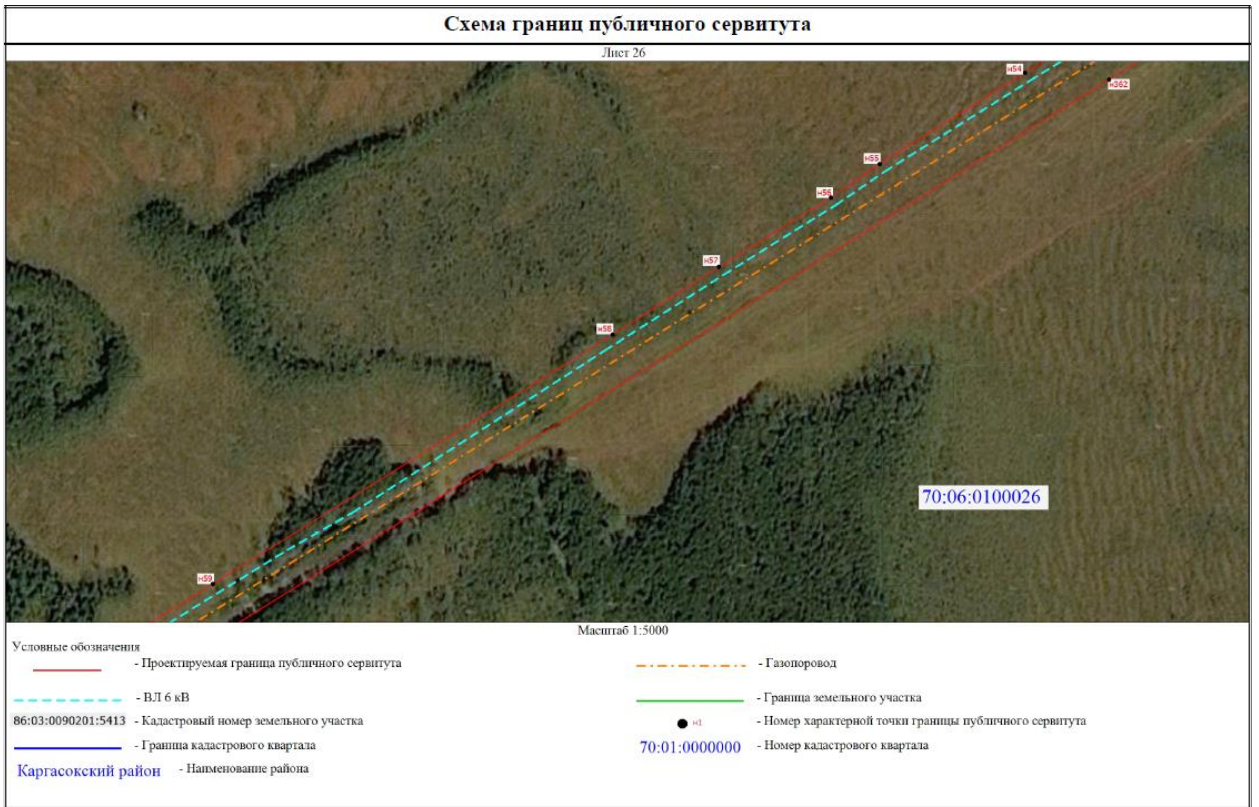 Схема границ публичного сервитута
Лист 26
н54
н362
н55
н56
н57
н58
70:06:0100026
н59
Масштаб 1:5000
Условные обозначения
- Проектируемая граница публичного сервитута
- Газопоровод
- ВЛ 6 кВ
- Граница земельного участка
86:03:0090201:5413 - Кадастровый номер земельного участка
н1 - Номер характерной точки границы публичного сервитута
- Граница кадастрового квартала
70:01:0000000 - Номер кадастрового квартала
Каргасокский район - Наименование района